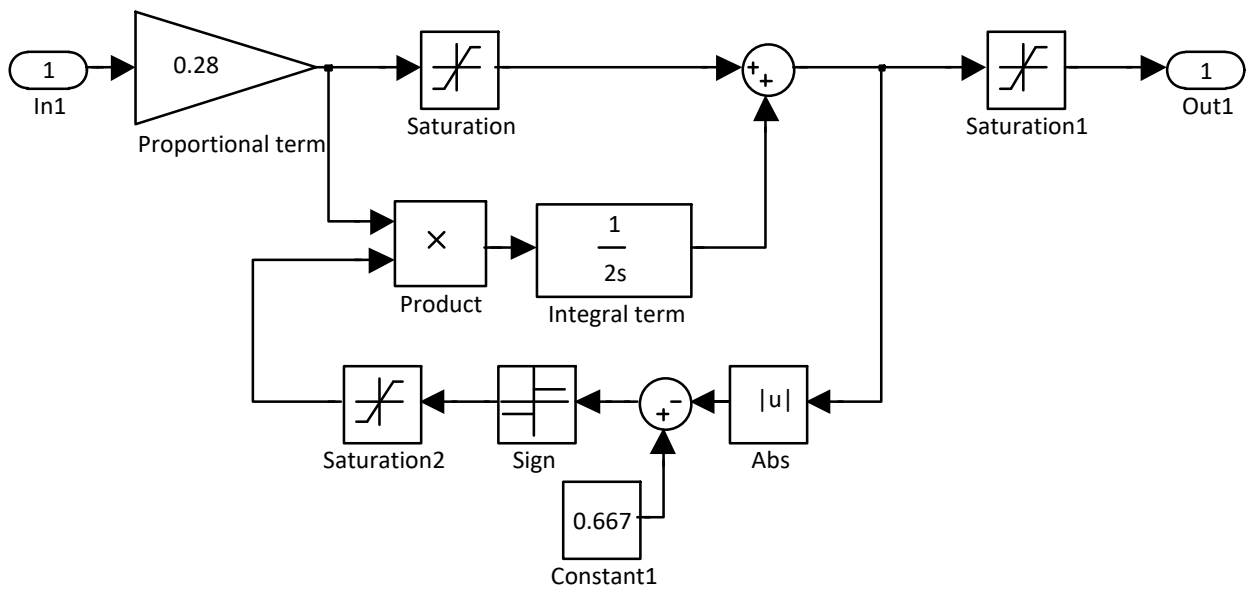 1
In1
0.28
Proportional term
Saturation
+
+
Saturation1
1
Out1
×
Product
1
2s
Integral term
Saturation2
Sign
−
+
|u|
Abs
0.667
Constant1